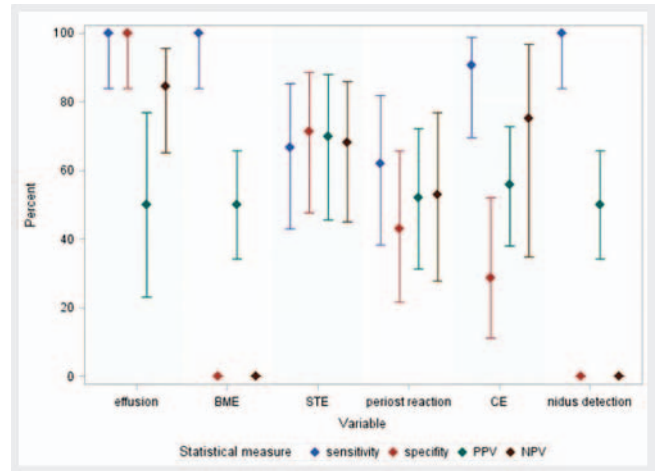 100
80
60
40
20
0
Percent
effusion BME STE periost reaction CE nidus detection
Variable
Statistical measure sensitivity specifity PPV NPV